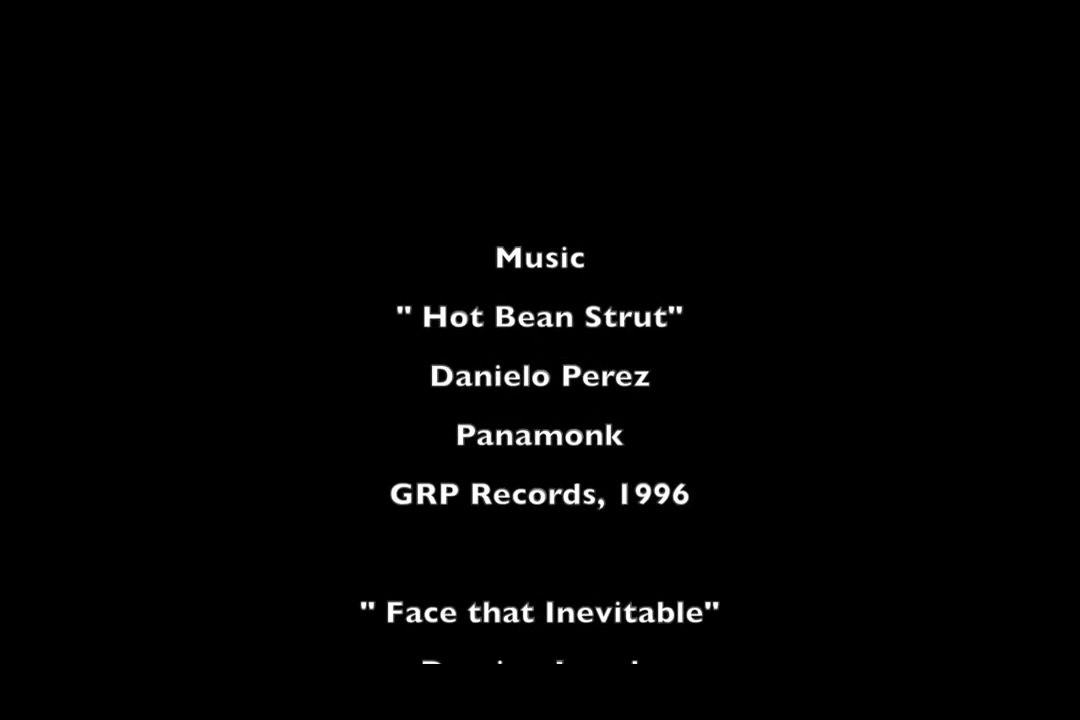 Music
" Hot Bean Strut"
Danielo Perez
Panamonk
GRP Records, 1996
" Face that Inevitable"